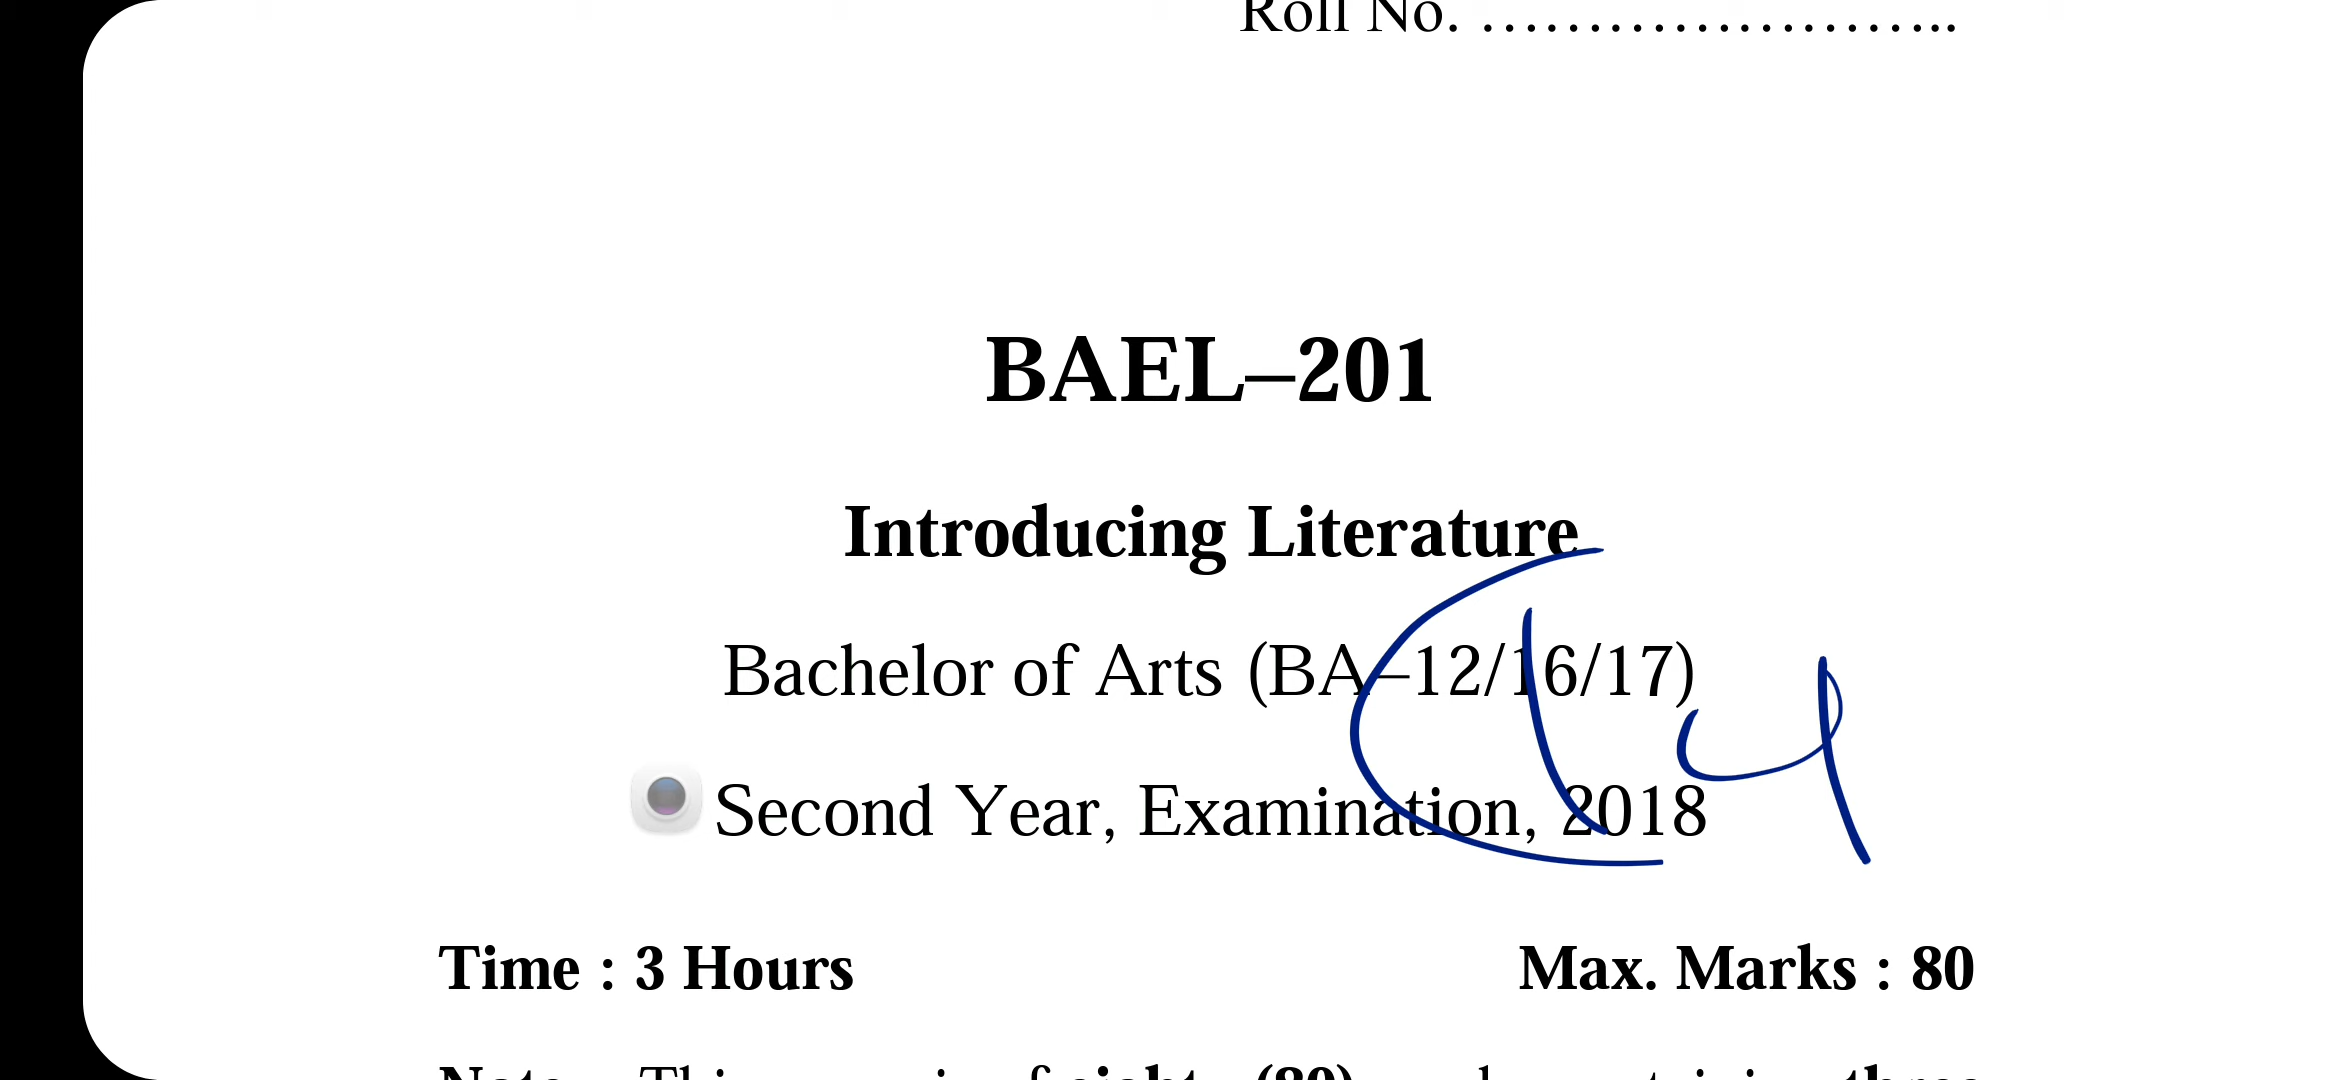 Roll No. …………………..
BAEL–201
Introducing Literature
Bachelor of Arts (BA–12/16/17)
Second Year, Examination, 2018
Time : 3 Hours
Max. Marks : 80